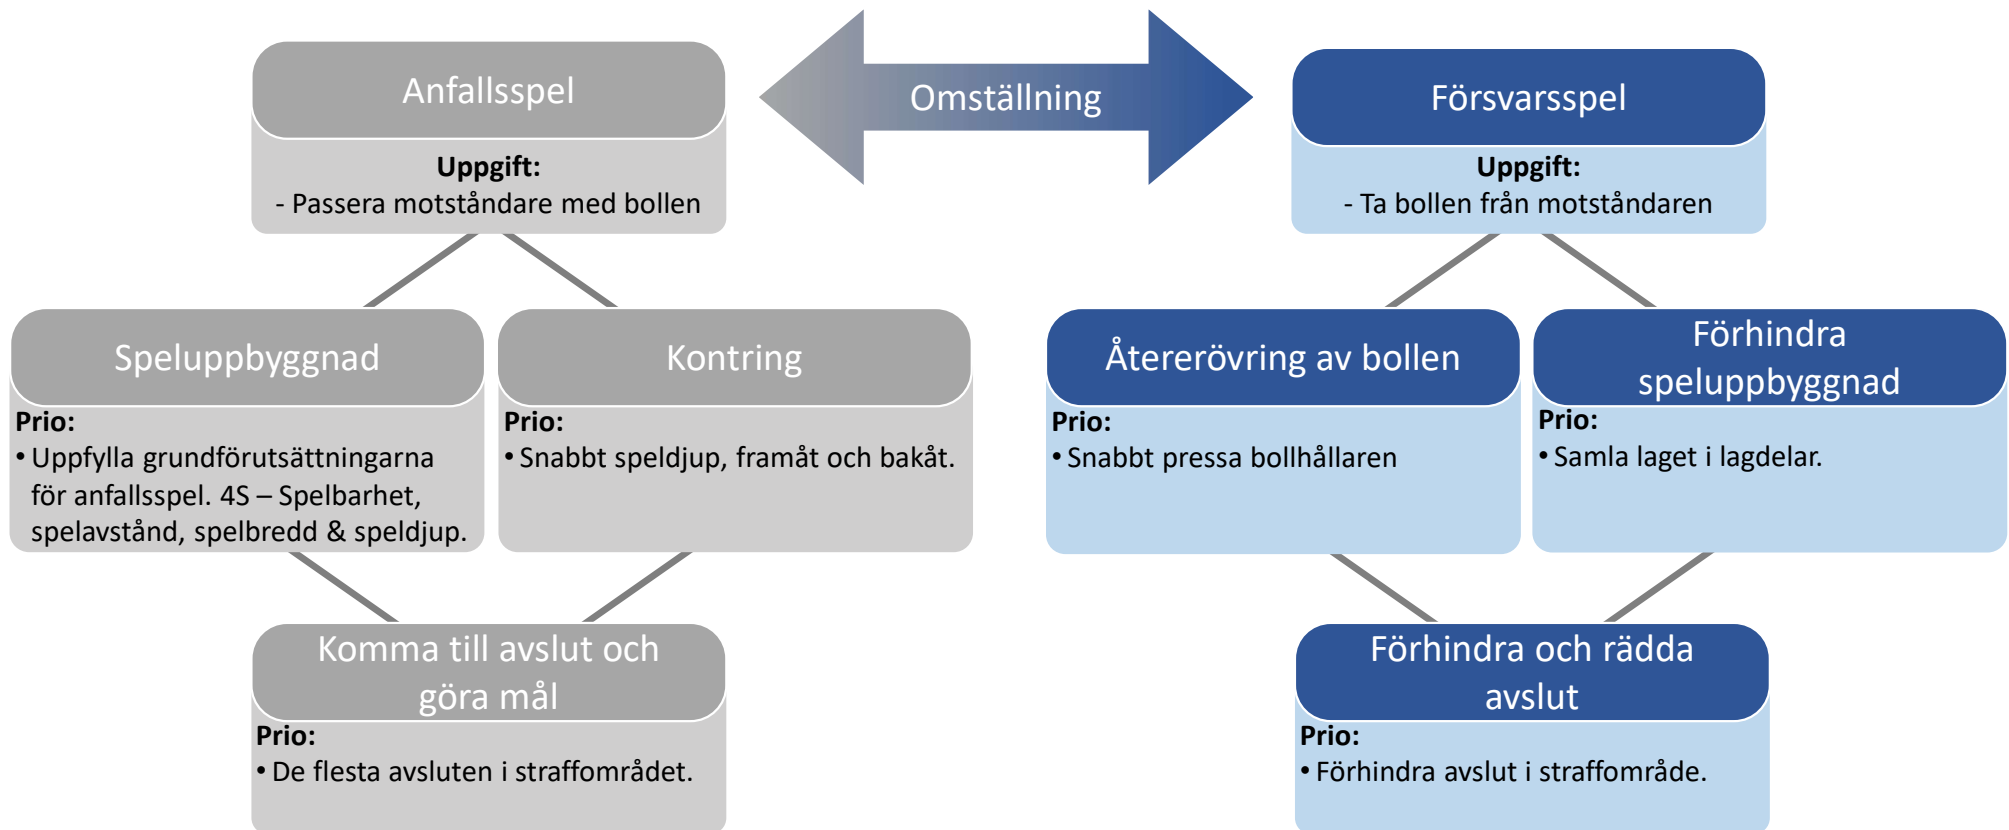 Anfallsspel
Uppgift:
- Passera motståndare med bollen
Omställning
Försvarsspel
Uppgift:
- Ta bollen från motståndaren
Speluppbyggnad
Prio:
• Uppfylla grundförutsättningarna
för anfallsspel. 4S – Spelbarhet,
spelavstånd, spelbredd & speldjup.
Kontring
Prio:
• Snabbt speldjup, framåt och bakåt.
Återerövring av bollen
Prio:
• Snabbt pressa bollhållaren
Förhindra
speluppbyggnad
Prio:
• Samla laget i lagdelar.
Komma till avslut och
göra mål
Prio:
• De flesta avsluten i straffområdet.
Förhindra och rädda
avslut
Prio:
• Förhindra avslut i straffområde.